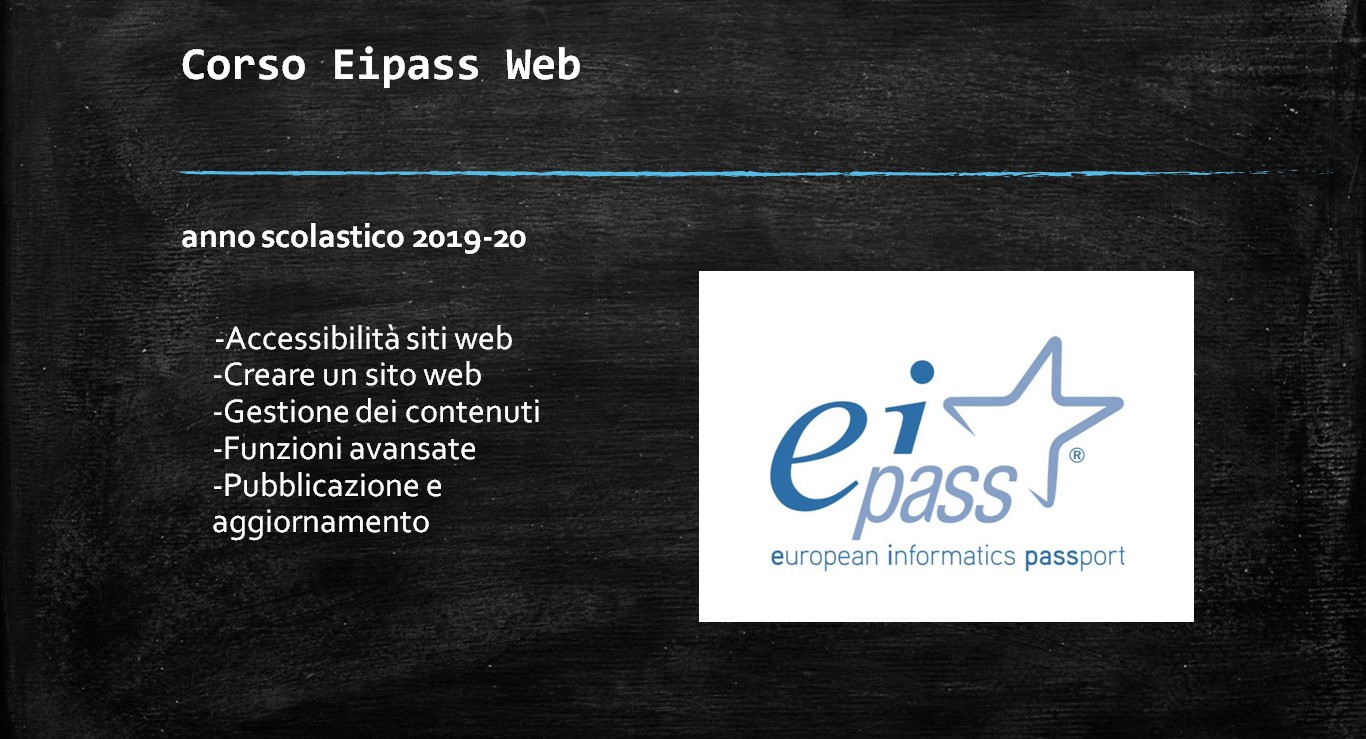 Corso Eipass Web
anno scolastico 2019-20
-Accessibilità siti web
-Creare un sito web
-Gestione dei contenuti
-Funzioni avansate
-Pubblicazione e
aggiornamento
ei
pass
®
european informatics passport